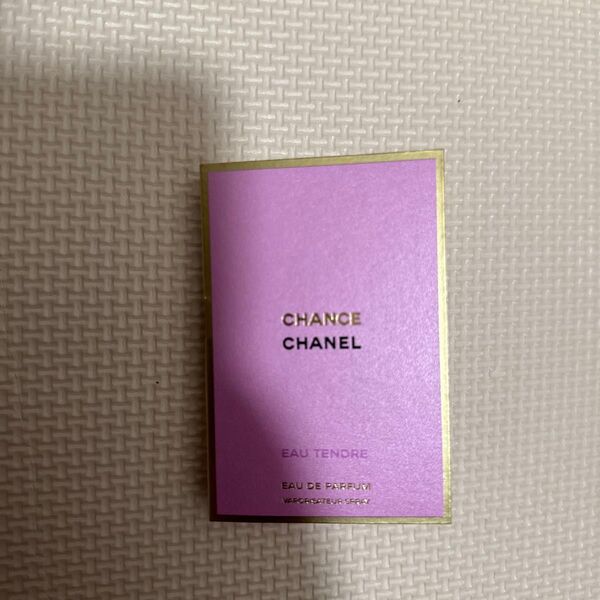 CHANCE
CHANEL
EAU TENDRE
EAU DE PARFUM
VAPORISATEUR SPRAY